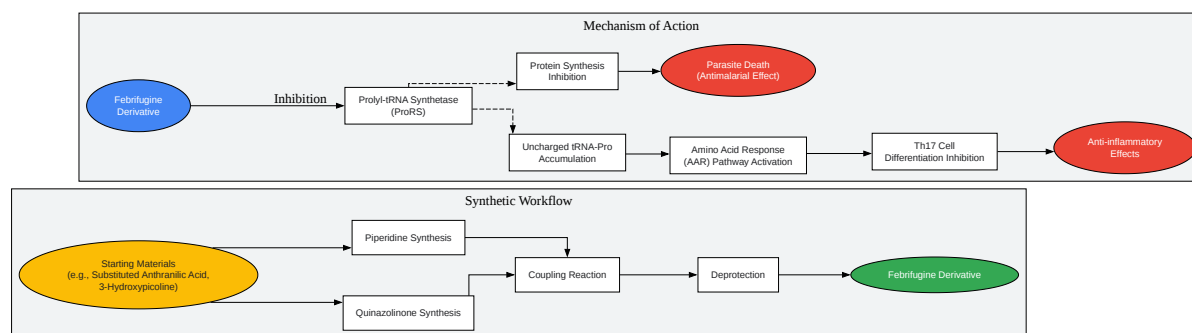 Mechanism of Action
Febrifugine
Derivative
Inhibition
Prolyl-tRNA Synthetase
(ProRS)
Protein Synthesis
Inhibition
Parasite Death
(Antimalarial Effect)
Uncharged tRNA-Pro
Accumulation
Amino Acid Response
(AAR) Pathway Activation
Th17 Cell
Differentiation Inhibition
Anti-inflammatory
Effects
Synthetic Workflow
Starting Materials
(e.g., Substituted Anthranilic Acid,
3-Hydroxypicoline)
Piperidine Synthesis
Quinazolinone Synthesis
Coupling Reaction
Deprotection
Febrifugine Derivative